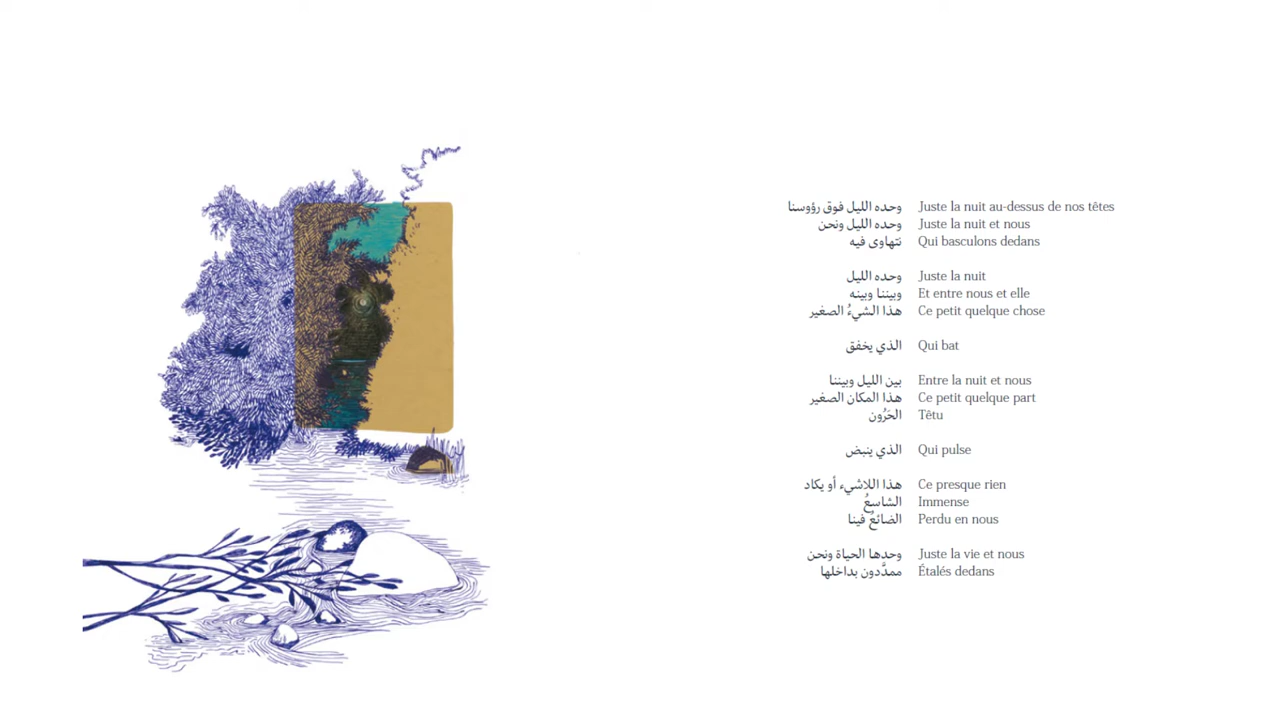 وحده الليل فوق رؤوسنا Juste la nuit au-dessus de nos têtes
وحده الليل ونحن Juste la nuit et nous
نتهاوى فيه Qui basculons dedans
وحده الليل Juste la nuit
وبيننا وبينه Et entre nous et elle
هذا الشيءُ الصغير Ce petit quelque chose
الذي يخفق Qui bat
بين الليل وبيننا Entre la nuit et nous
هذا المكان الصغير Ce petit quelque part
الحَرُون Têtu
الذي ينبض Qui pulse
هذا اللاشيء أو يكاد Ce presque rien
الشاسعُ Immense
الضائعُ فينا Perdu en nous
وحدها الحياة ونحن Juste la vie et nous
ممدَّدون بداخلها Étalés dedans